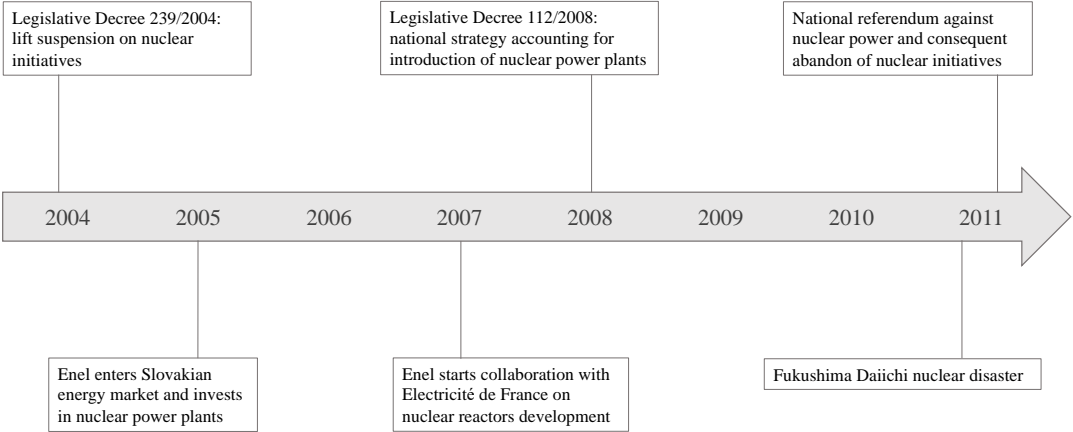 Legislative Decree 239/2004:
lift suspension on nuclear
initiatives
Legislative Decree 112/2008:
national strategy accounting for
introduction of nuclear power plants
National referendum against
nuclear power and consequent
abandon of nuclear initiatives
2004 2005 2006 2007 2008 2009 2010 2011
Enel enters Slovakian
energy market and invests
in nuclear power plants
Enel starts collaboration with
Electricité de France on
nuclear reactors development
Fukushima Daiichi nuclear disaster